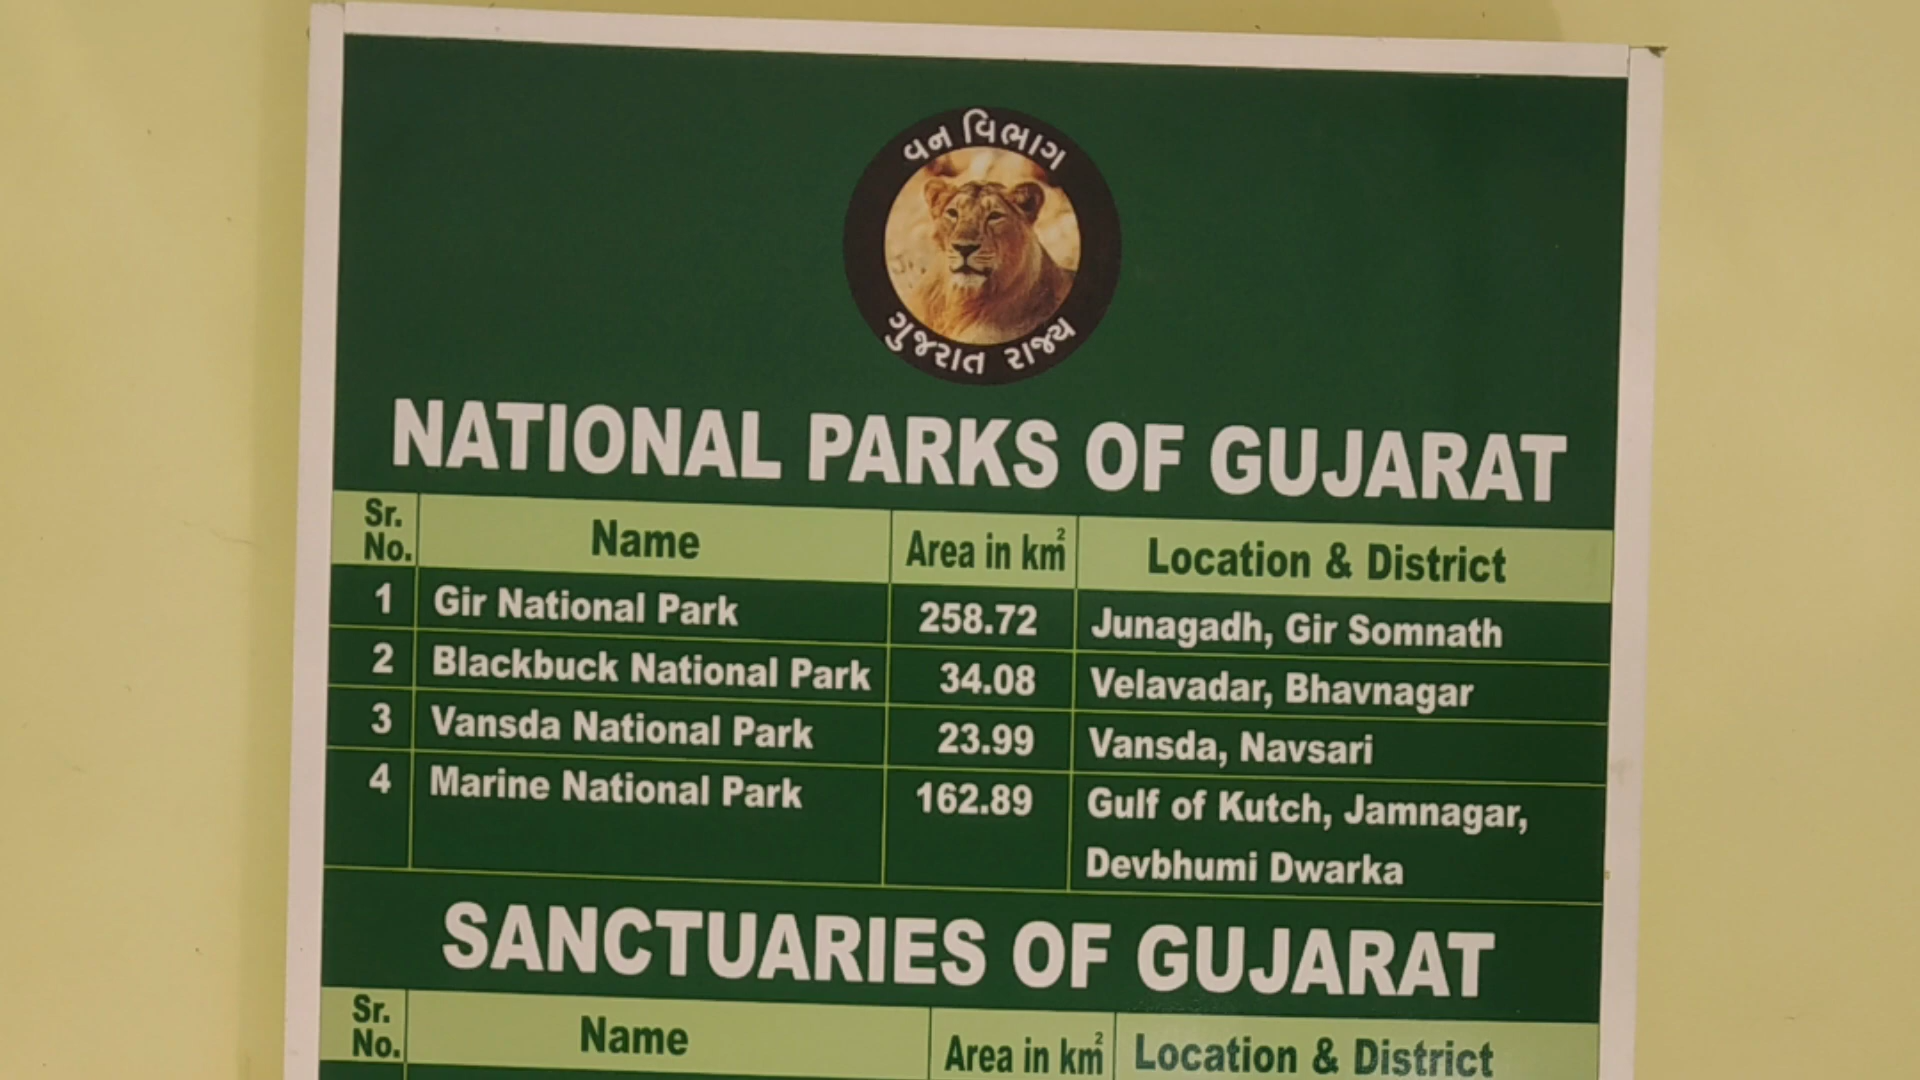 વન વિભાગ
ગુજરાત રાજ્ય
NATIONAL PARKS OF GUJARAT
Sr. No. Name Area in km² Location & District
1 Gir National Park 258.72 Junagadh, Gir Somnath
2 Blackbuck National Park 34.08 Velavadar, Bhavnagar
3 Vansda National Park 23.99 Vansda, Navsari
4 Marine National Park 162.89 Gulf of Kutch, Jamnagar,
Devbhumi Dwarka
SANCTUARIES OF GUJARAT
Sr. No. Name Area in km² Location & District